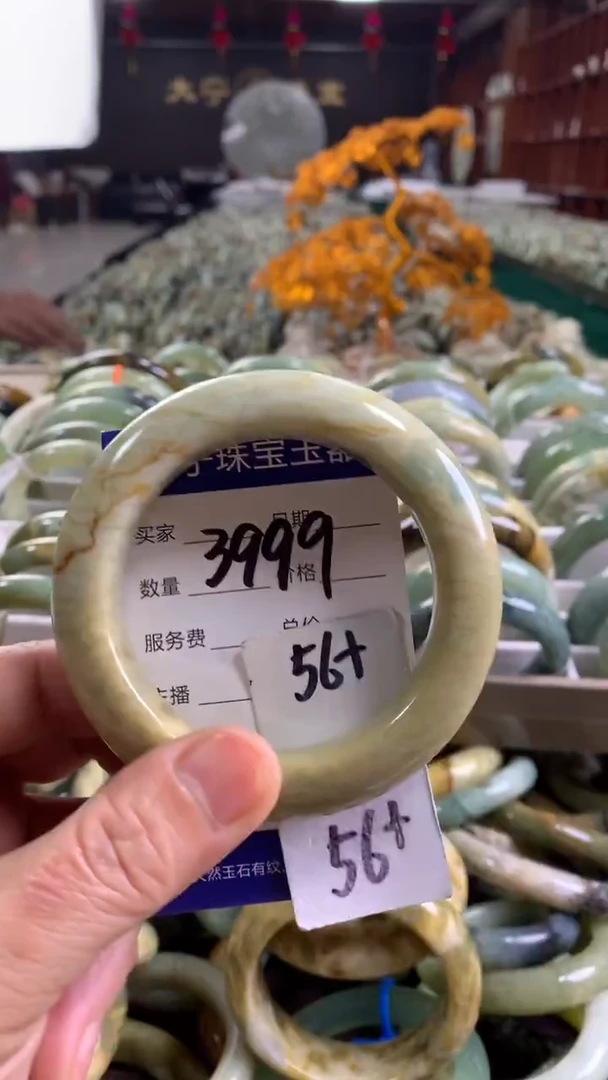 珠宝玉器
买家
日期
3999
数量
价格
服务费
总价
56+
主播
56+
天然玉石有纹